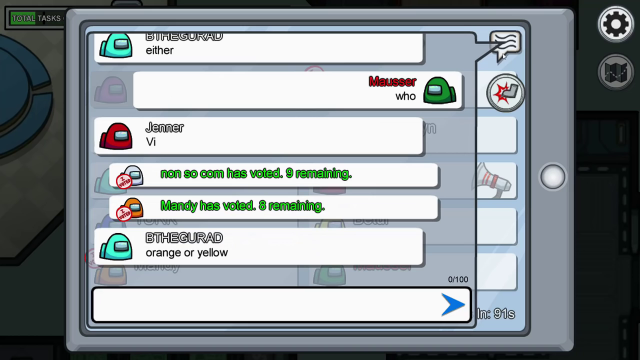 TOTAL TASKS
BTHEGURAD
either
Mausser
who
Jenner
Vi
non so com has voted. 9 remaining.
Mandy has voted. 8 remaining.
BTHEGURAD
orange or yellow
Mandy
0/100
In: 91s